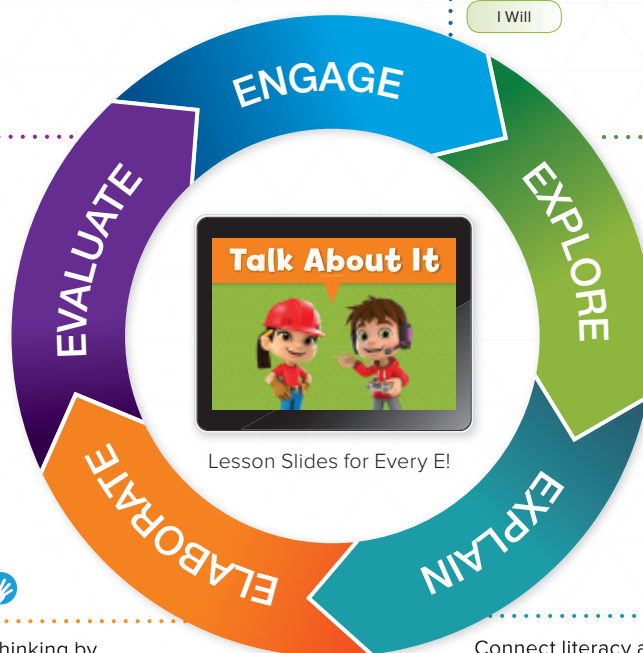 I Will
ENGAGE
EXPLORE
EVALUATE
Talk About It
Lesson Slides for Every E!
EXPLAIN
ELABORATE
thinking by
Connect literacy a